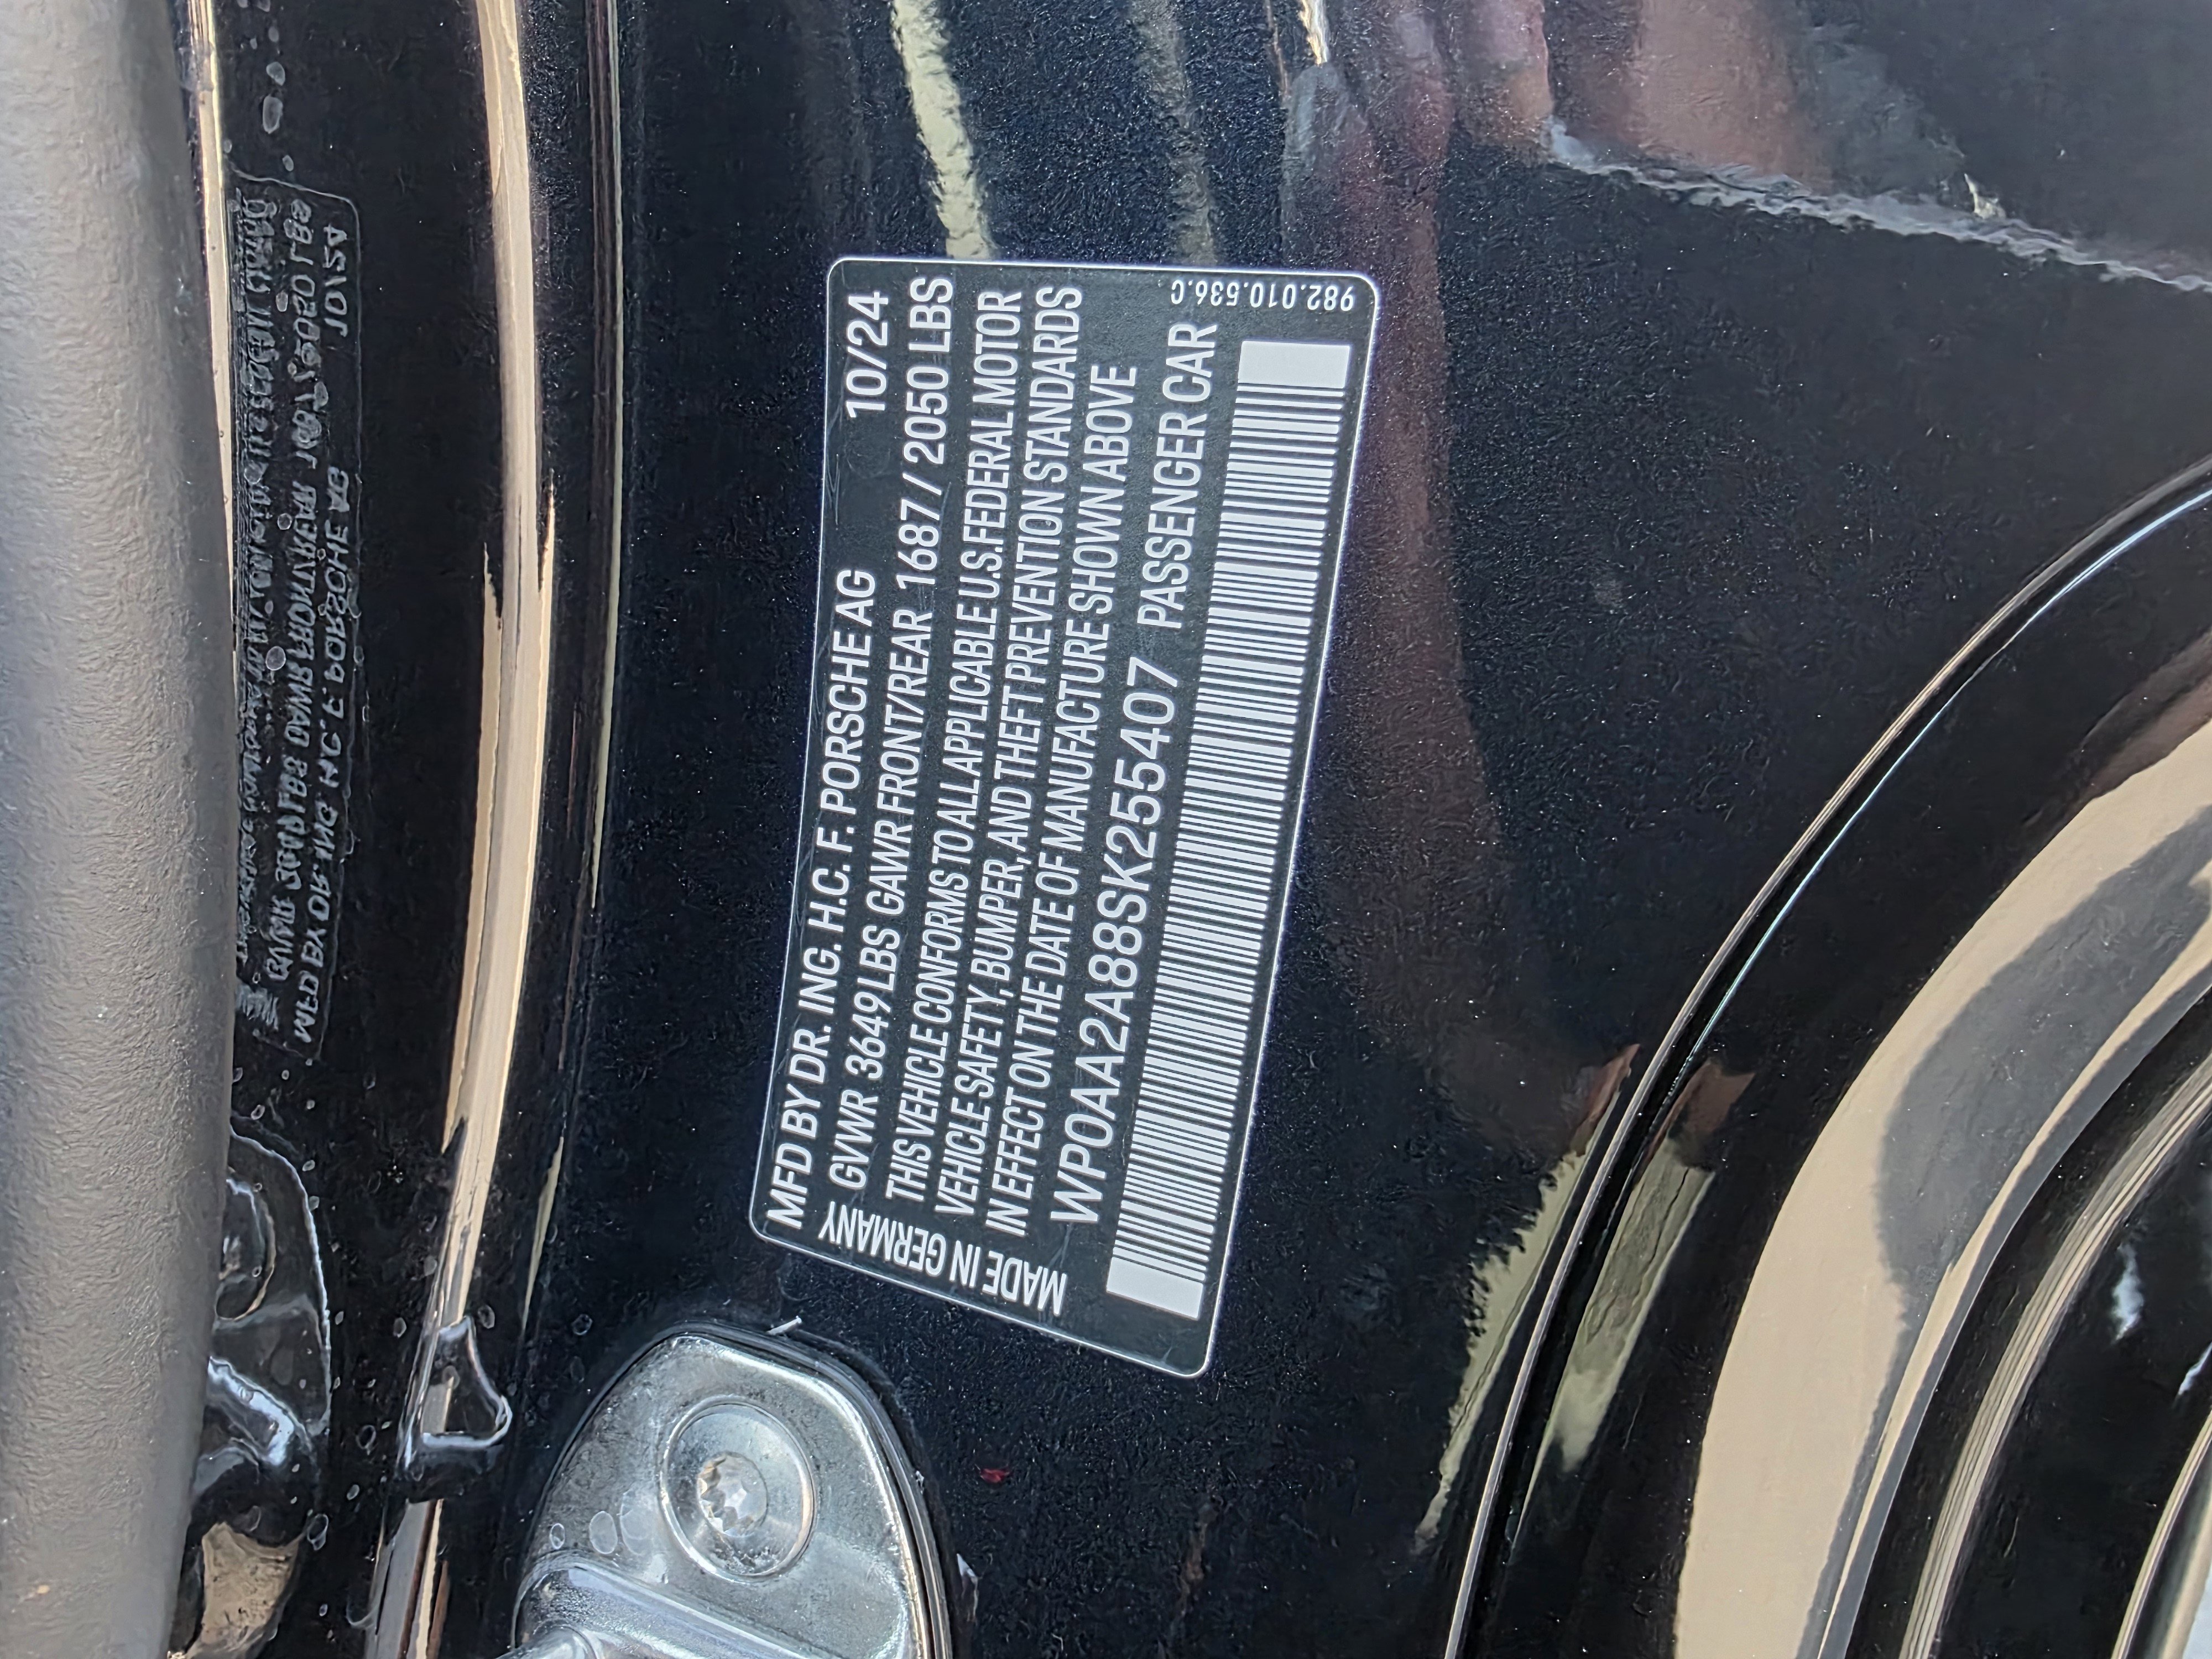 MFD BY DR. ING. H.C. F. PORSCHE AG 10/24
GVWR 3649 LBS GAWR FRONT/REAR 1687/2050 LBS
THIS VEHICLE CONFORMS TO ALL APPLICABLE U.S. FEDERAL MOTOR
VEHICLE SAFETY, BUMPER, AND THEFT PREVENTION STANDARDS
IN EFFECT ON THE DATE OF MANUFACTURE SHOWN ABOVE
WP0AA2A88SK255407 PASSENGER CAR
MADE IN GERMANY
982.010.536.C